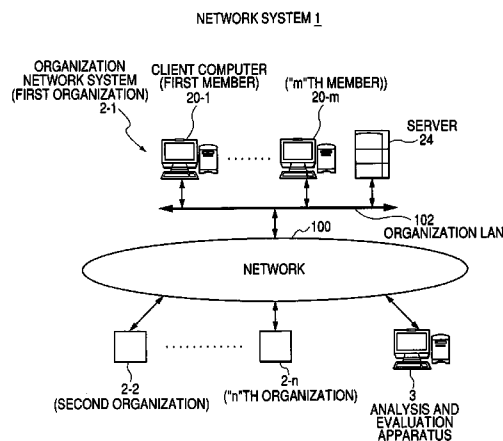 NETWORK SYSTEM 1
ORGANIZATION
NETWORK SYSTEM
(FIRST ORGANIZATION)
2-1
CLIENT COMPUTER
(FIRST MEMBER)
20-1
("m"TH MEMBER))
20-m
SERVER
24
102
ORGANIZATION LAN
100
NETWORK
2-2
(SECOND ORGANIZATION)
2-n
("n"TH ORGANIZATION)
3
ANALYSIS AND
EVALUATION
APPARATUS